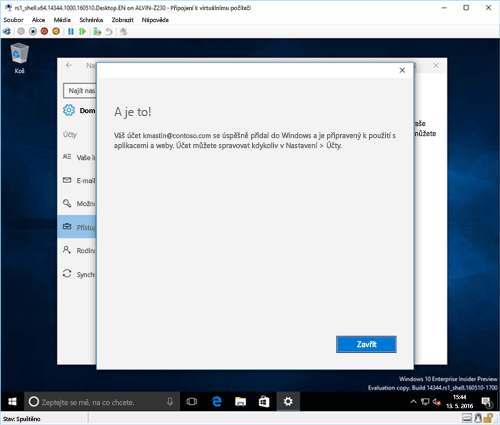 rs1_shell.x64.14344.1000.160510.Desktop.EN on ALVIN-Z230 - Připojení k virtuálnímu počítači
Soubor Akce Média Schránka Zobrazit Nápověda
Koš
Najít nas
Dom
Účty
Vaše i
E-mail
Možn
Přístup
Rodin
Synchr
aše
můžete
A je to!
Váš účet kmastin@contoso.com se úspěšně přidal do Windows a je připravený k použití s
aplikacemi a weby. Účet můžete spravovat kdykoliv v Nastavení > Účty.
Zavřít
Windows 10 Enterprise Insider Preview
Evaluation copy. Build 14344.rs1_shell.160510-1700
Zeptejte se mě, na co chcete.
15:44
13. 5. 2016
Stav: Spuštěno